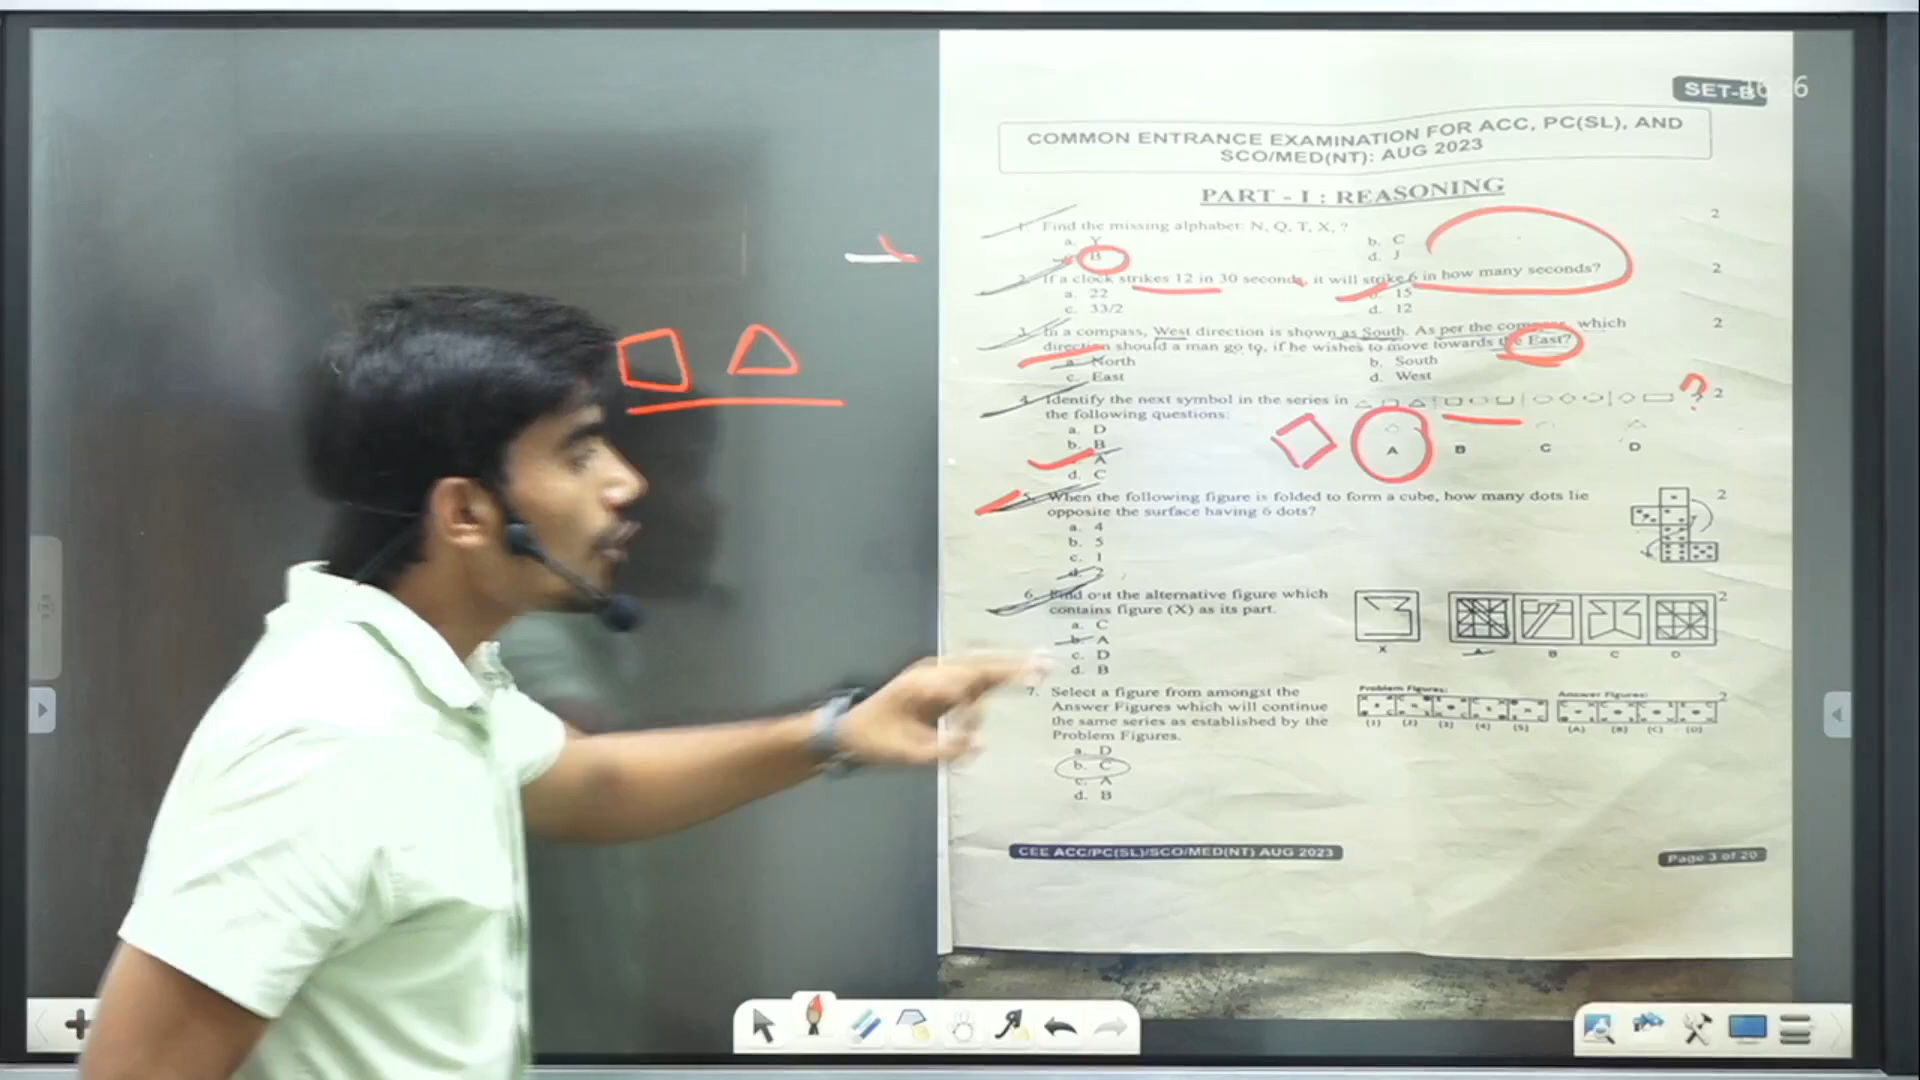 SET-B
16:26
COMMON ENTRANCE EXAMINATION FOR ACC, PC(SL), AND
SCO/MED(NT): AUG 2023
PART - I : REASONING
1. Find the missing alphabet: N, Q, T, X, ? 2
a. Y b. C
B d. J
2. If a clock strikes 12 in 30 seconds, it will strike 6 in how many seconds? 2
a. 22 15
c. 33/2 d. 12
3. In a compass, West direction is shown as South. As per the which 2
direction should a man go to, if he wishes to move towards the East?
a. North b. South
c. East d. West
4. Identify the next symbol in the series in ? 2
the following questions:
a. D
b. B
A
d. C
A B C D
5. When the following figure is folded to form a cube, how many dots lie 2
opposite the surface having 6 dots?
a. 4
b. 5
c. 1
d. 2
6. Find out the alternative figure which 2
contains figure (X) as its part.
a. C
b. A
c. D
d. B
X A B C D
7. Select a figure from amongst the Problem Figures: Answer Figures: 2
Answer Figures which will continue
the same series as established by the (1) (2) (3) (4) (5) (A) (B) (C) (D)
Problem Figures.
a. D
b. C
c. A
d. B
CEE ACC/PC(SL)/SCO/MED(NT) AUG 2023
Page 3 of 20